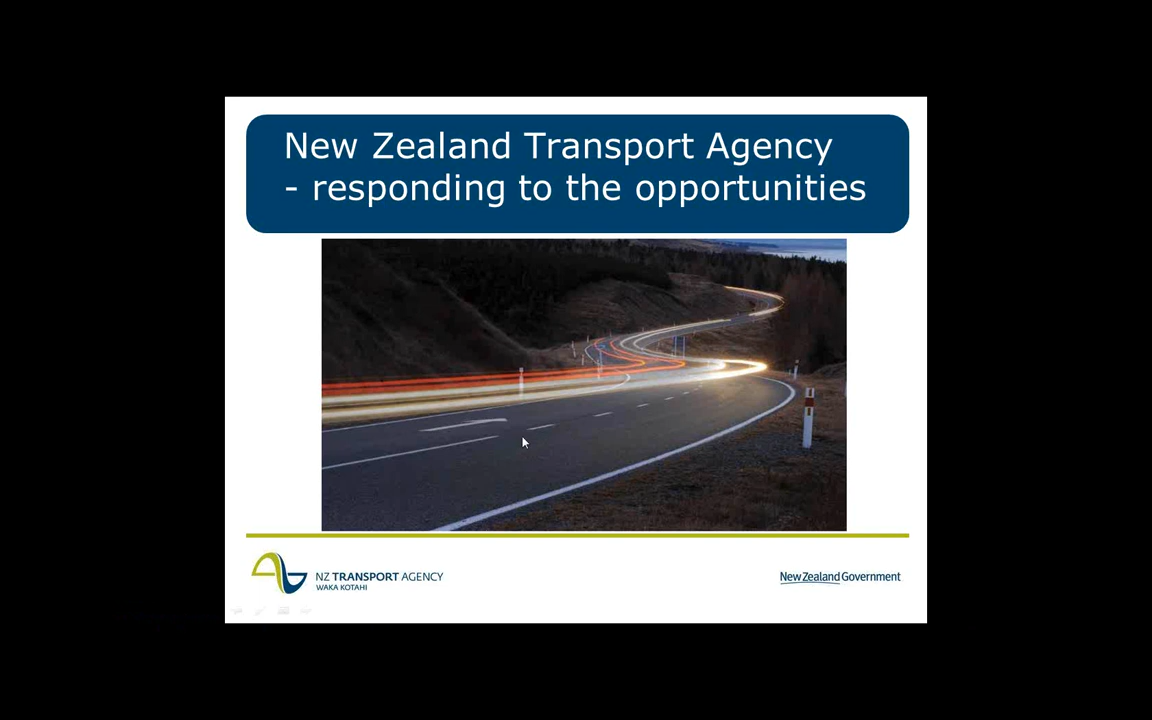 New Zealand Transport Agency
- responding to the opportunities
NZ TRANSPORT AGENCY
WAKA KOTAHI
New Zealand Government